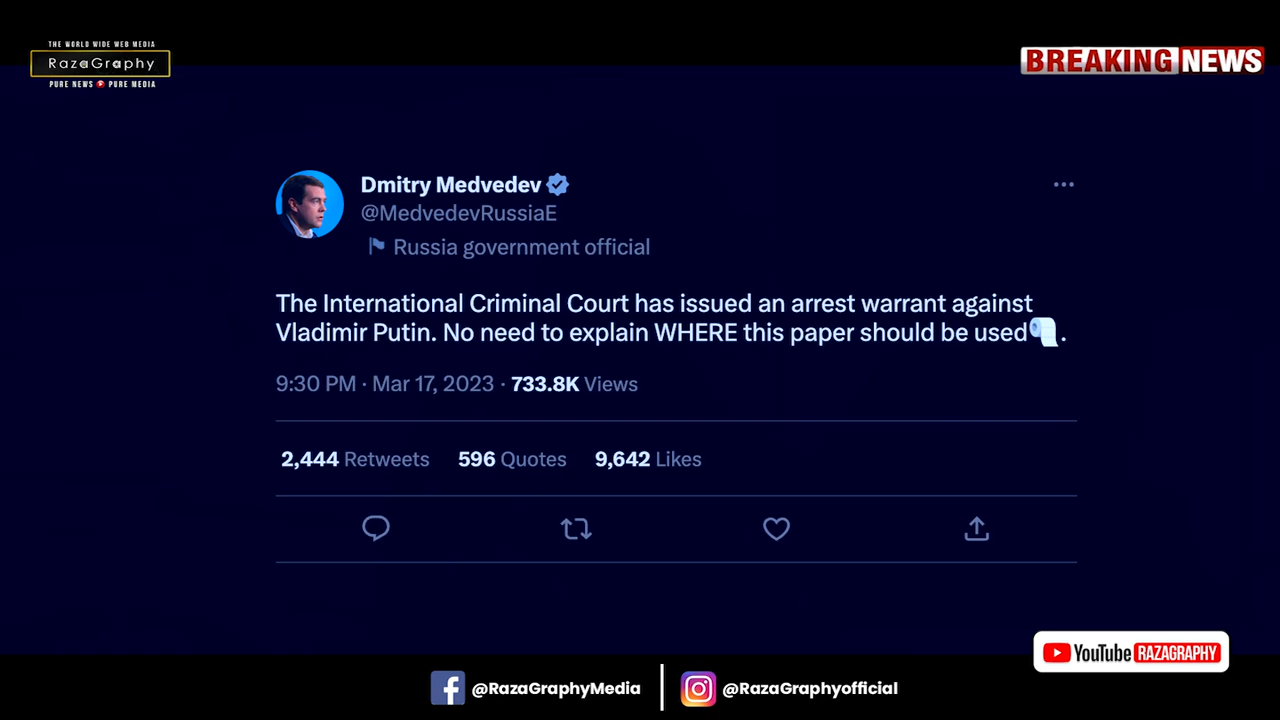 THE WORLD WIDE WEB MEDIA
RazaGraphy
PURE NEWS PURE MEDIA
BREAKING NEWS
Dmitry Medvedev
@MedvedevRussiaE
Russia government official
The International Criminal Court has issued an arrest warrant against
Vladimir Putin. No need to explain WHERE this paper should be used🧻.
9:30 PM · Mar 17, 2023 · 733.8K Views
2,444 Retweets 596 Quotes 9,642 Likes
YouTube RAZAGRAPHY
@RazaGraphyMedia @RazaGraphyofficial